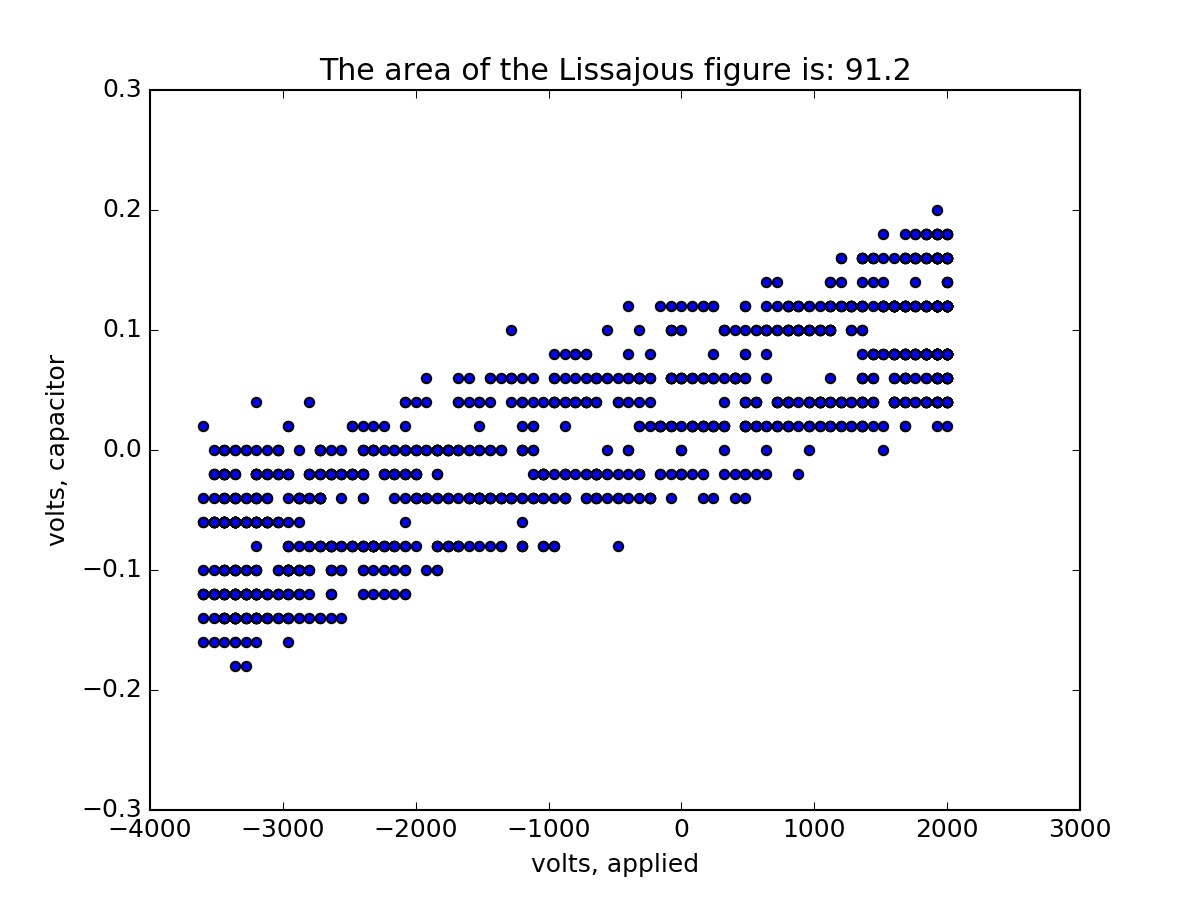 The area of the Lissajous figure is: 91.2
0.3
0.2
0.1
0.0
−0.1
−0.2
−0.3
volts, capacitor
−4000 −3000 −2000 −1000 0 1000 2000 3000
volts, applied